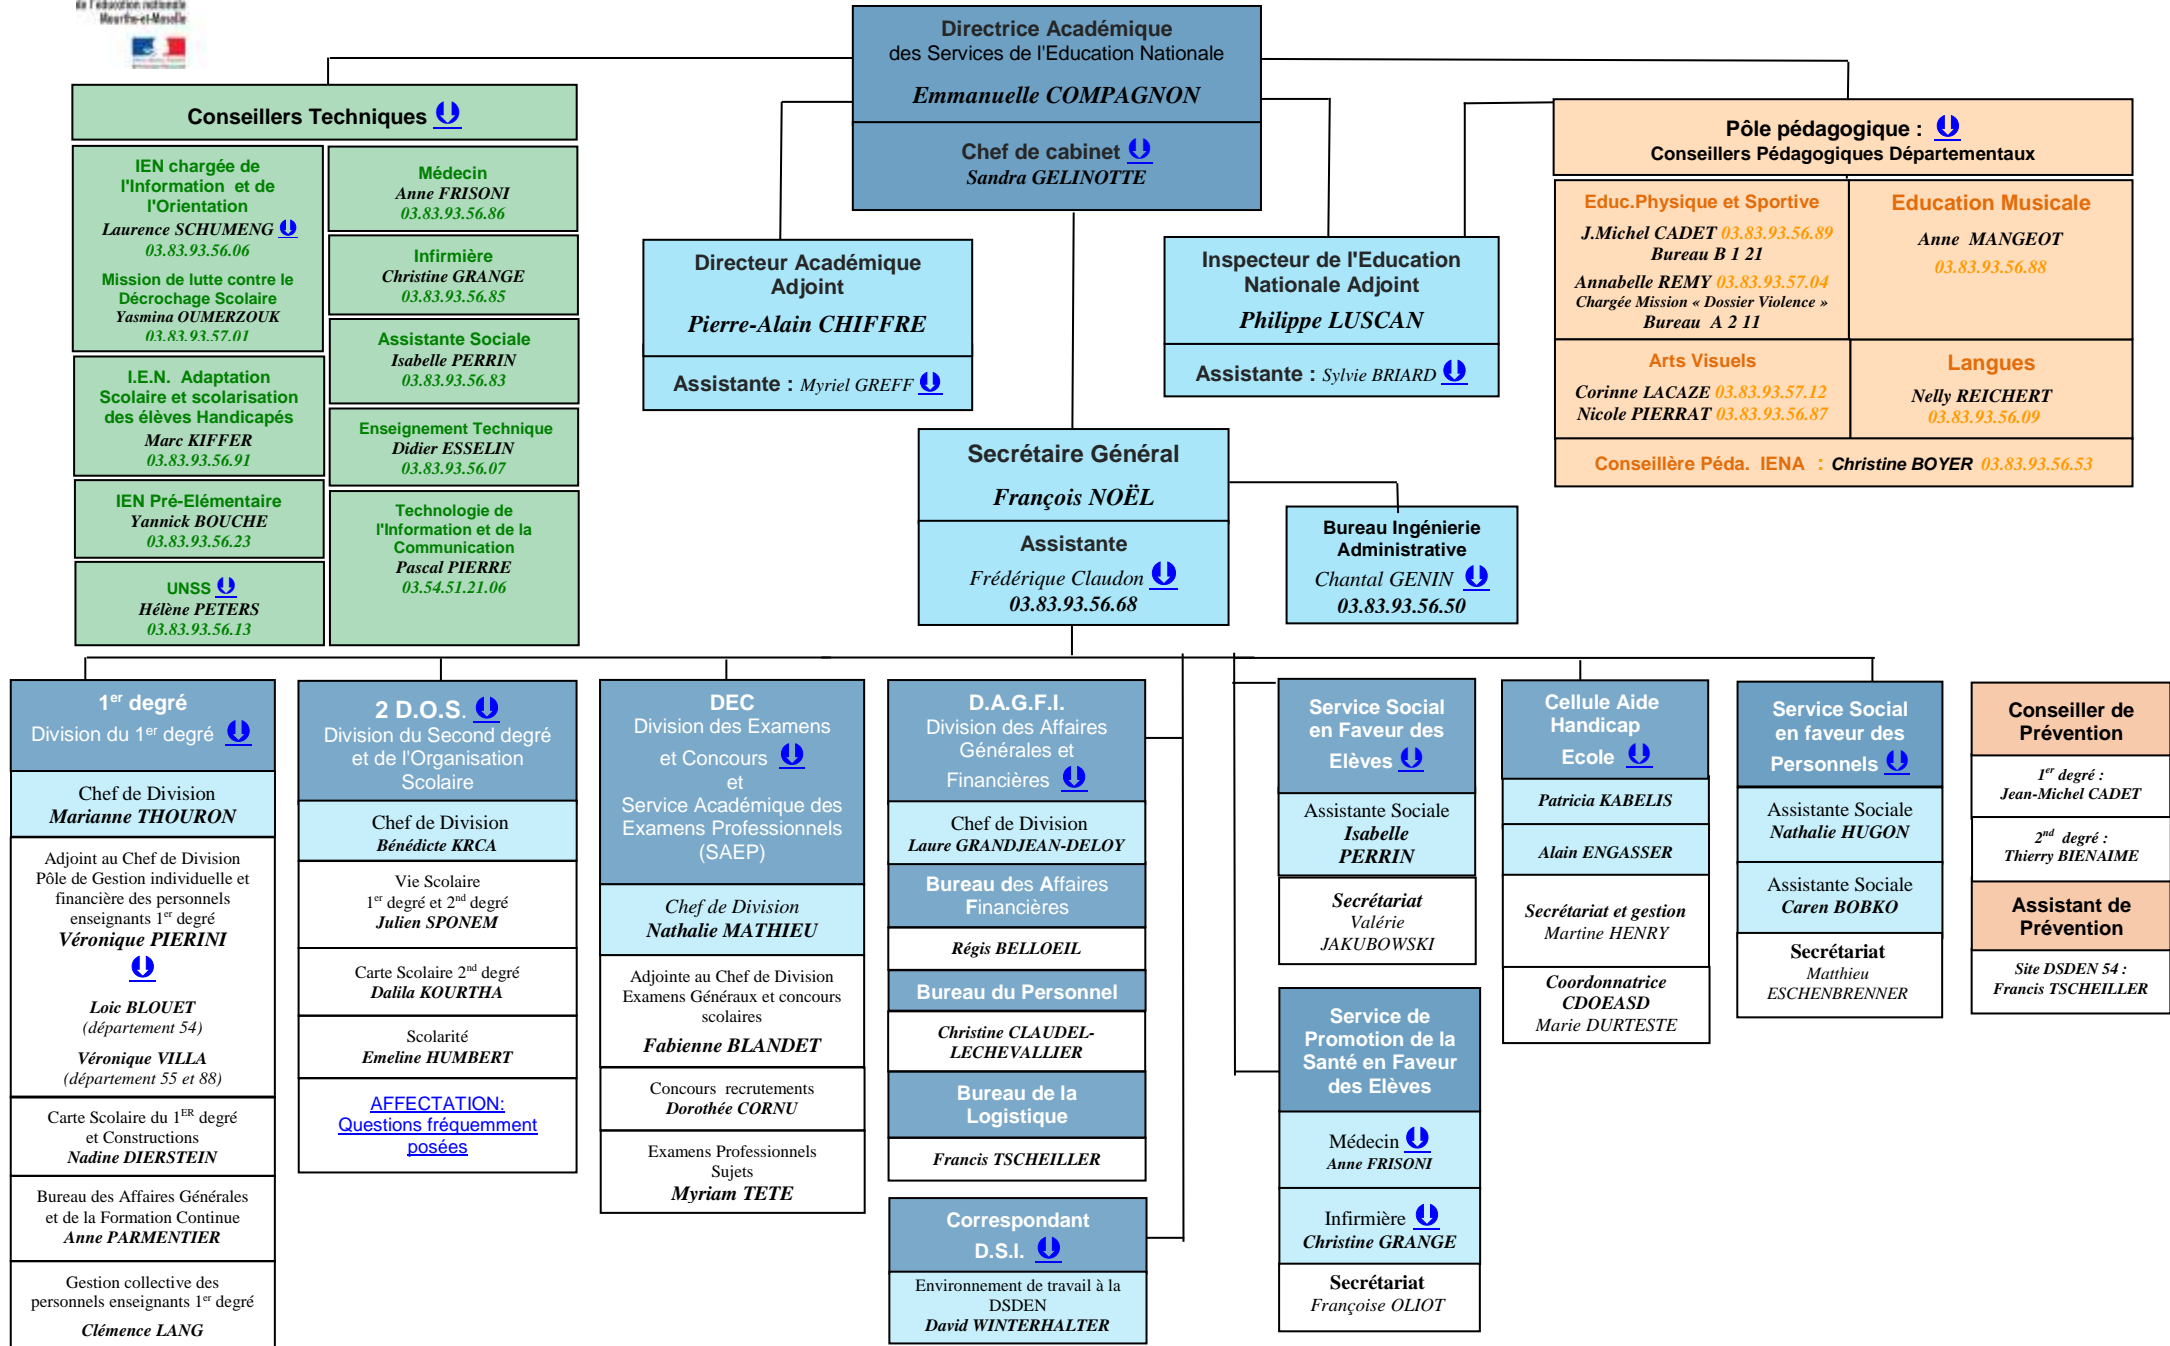 de l'éducation nationale
Meurthe-et-Moselle
Directrice Académique
des Services de l'Education Nationale
Emmanuelle COMPAGNON
Chef de cabinet
Sandra GELINOTTE
Conseillers Techniques
IEN chargée de
l'Information et de
l'Orientation
Laurence SCHUMENG
03.83.93.56.06
Mission de lutte contre le
Décrochage Scolaire
Yasmina OUMERZOUK
03.83.93.57.01
I.E.N. Adaptation
Scolaire et scolarisation
des élèves Handicapés
Marc KIFFER
03.83.93.56.91
IEN Pré-Elémentaire
Yannick BOUCHE
03.83.93.56.23
UNSS
Hélène PETERS
03.83.93.56.13
Médecin
Anne FRISONI
03.83.93.56.86
Infirmière
Christine GRANGE
03.83.93.56.85
Assistante Sociale
Isabelle PERRIN
03.83.93.56.83
Enseignement Technique
Didier ESSELIN
03.83.93.56.07
Technologie de
l'Information et de la
Communication
Pascal PIERRE
03.54.51.21.06
Directeur Académique
Adjoint
Pierre-Alain CHIFFRE
Assistante : Myriel GREFF
Inspecteur de l'Education
Nationale Adjoint
Philippe LUSCAN
Assistante : Sylvie BRIARD
Pôle pédagogique :
Conseillers Pédagogiques Départementaux
Educ.Physique et Sportive
J.Michel CADET 03.83.93.56.89
Bureau B 1 21
Annabelle REMY 03.83.93.57.04
Chargée Mission « Dossier Violence »
Bureau A 2 11
Education Musicale
Anne MANGEOT
03.83.93.56.88
Arts Visuels
Corinne LACAZE 03.83.93.57.12
Nicole PIERRAT 03.83.93.56.87
Langues
Nelly REICHERT
03.83.93.56.09
Conseillère Péda. IENA : Christine BOYER 03.83.93.56.53
Secrétaire Général
François NOËL
Assistante
Frédérique Claudon
03.83.93.56.68
Bureau Ingénierie
Administrative
Chantal GENIN
03.83.93.56.50
1er degré
Division du 1er degré
Chef de Division
Marianne THOURON
Adjoint au Chef de Division
Pôle de Gestion individuelle et
financière des personnels
enseignants 1er degré
Véronique PIERINI
Loic BLOUET
(département 54)
Véronique VILLA
(département 55 et 88)
Carte Scolaire du 1ER degré
et Constructions
Nadine DIERSTEIN
Bureau des Affaires Générales
et de la Formation Continue
Anne PARMENTIER
Gestion collective des
personnels enseignants 1er degré
Clémence LANG
2 D.O.S.
Division du Second degré
et de l'Organisation
Scolaire
Chef de Division
Bénédicte KRCA
Vie Scolaire
1er degré et 2nd degré
Julien SPONEM
Carte Scolaire 2nd degré
Dalila KOURTHA
Scolarité
Emeline HUMBERT
AFFECTATION:
Questions fréquemment
posées
DEC
Division des Examens
et Concours
et
Service Académique des
Examens Professionnels
(SAEP)
Chef de Division
Nathalie MATHIEU
Adjointe au Chef de Division
Examens Généraux et concours
scolaires
Fabienne BLANDET
Concours recrutements
Dorothée CORNU
Examens Professionnels
Sujets
Myriam TETE
D.A.G.F.I.
Division des Affaires
Générales et
Financières
Chef de Division
Laure GRANDJEAN-DELOY
Bureau des Affaires
Financières
Régis BELLOEIL
Bureau du Personnel
Christine CLAUDEL-
LECHEVALLIER
Bureau de la
Logistique
Francis TSCHEILLER
Correspondant
D.S.I.
Environnement de travail à la
DSDEN
David WINTERHALTER
Service Social
en Faveur des
Elèves
Assistante Sociale
Isabelle
PERRIN
Secrétariat
Valérie
JAKUBOWSKI
Service de
Promotion de la
Santé en Faveur
des Elèves
Médecin
Anne FRISONI
Infirmière
Christine GRANGE
Secrétariat
Françoise OLIOT
Cellule Aide
Handicap
Ecole
Patricia KABELIS
Alain ENGASSER
Secrétariat et gestion
Martine HENRY
Coordonnatrice
CDOEASD
Marie DURTESTE
Service Social
en faveur des
Personnels
Assistante Sociale
Nathalie HUGON
Assistante Sociale
Caren BOBKO
Secrétariat
Matthieu
ESCHENBRENNER
Conseiller de
Prévention
1er degré :
Jean-Michel CADET
2nd degré :
Thierry BIENAIME
Assistant de
Prévention
Site DSDEN 54 :
Francis TSCHEILLER